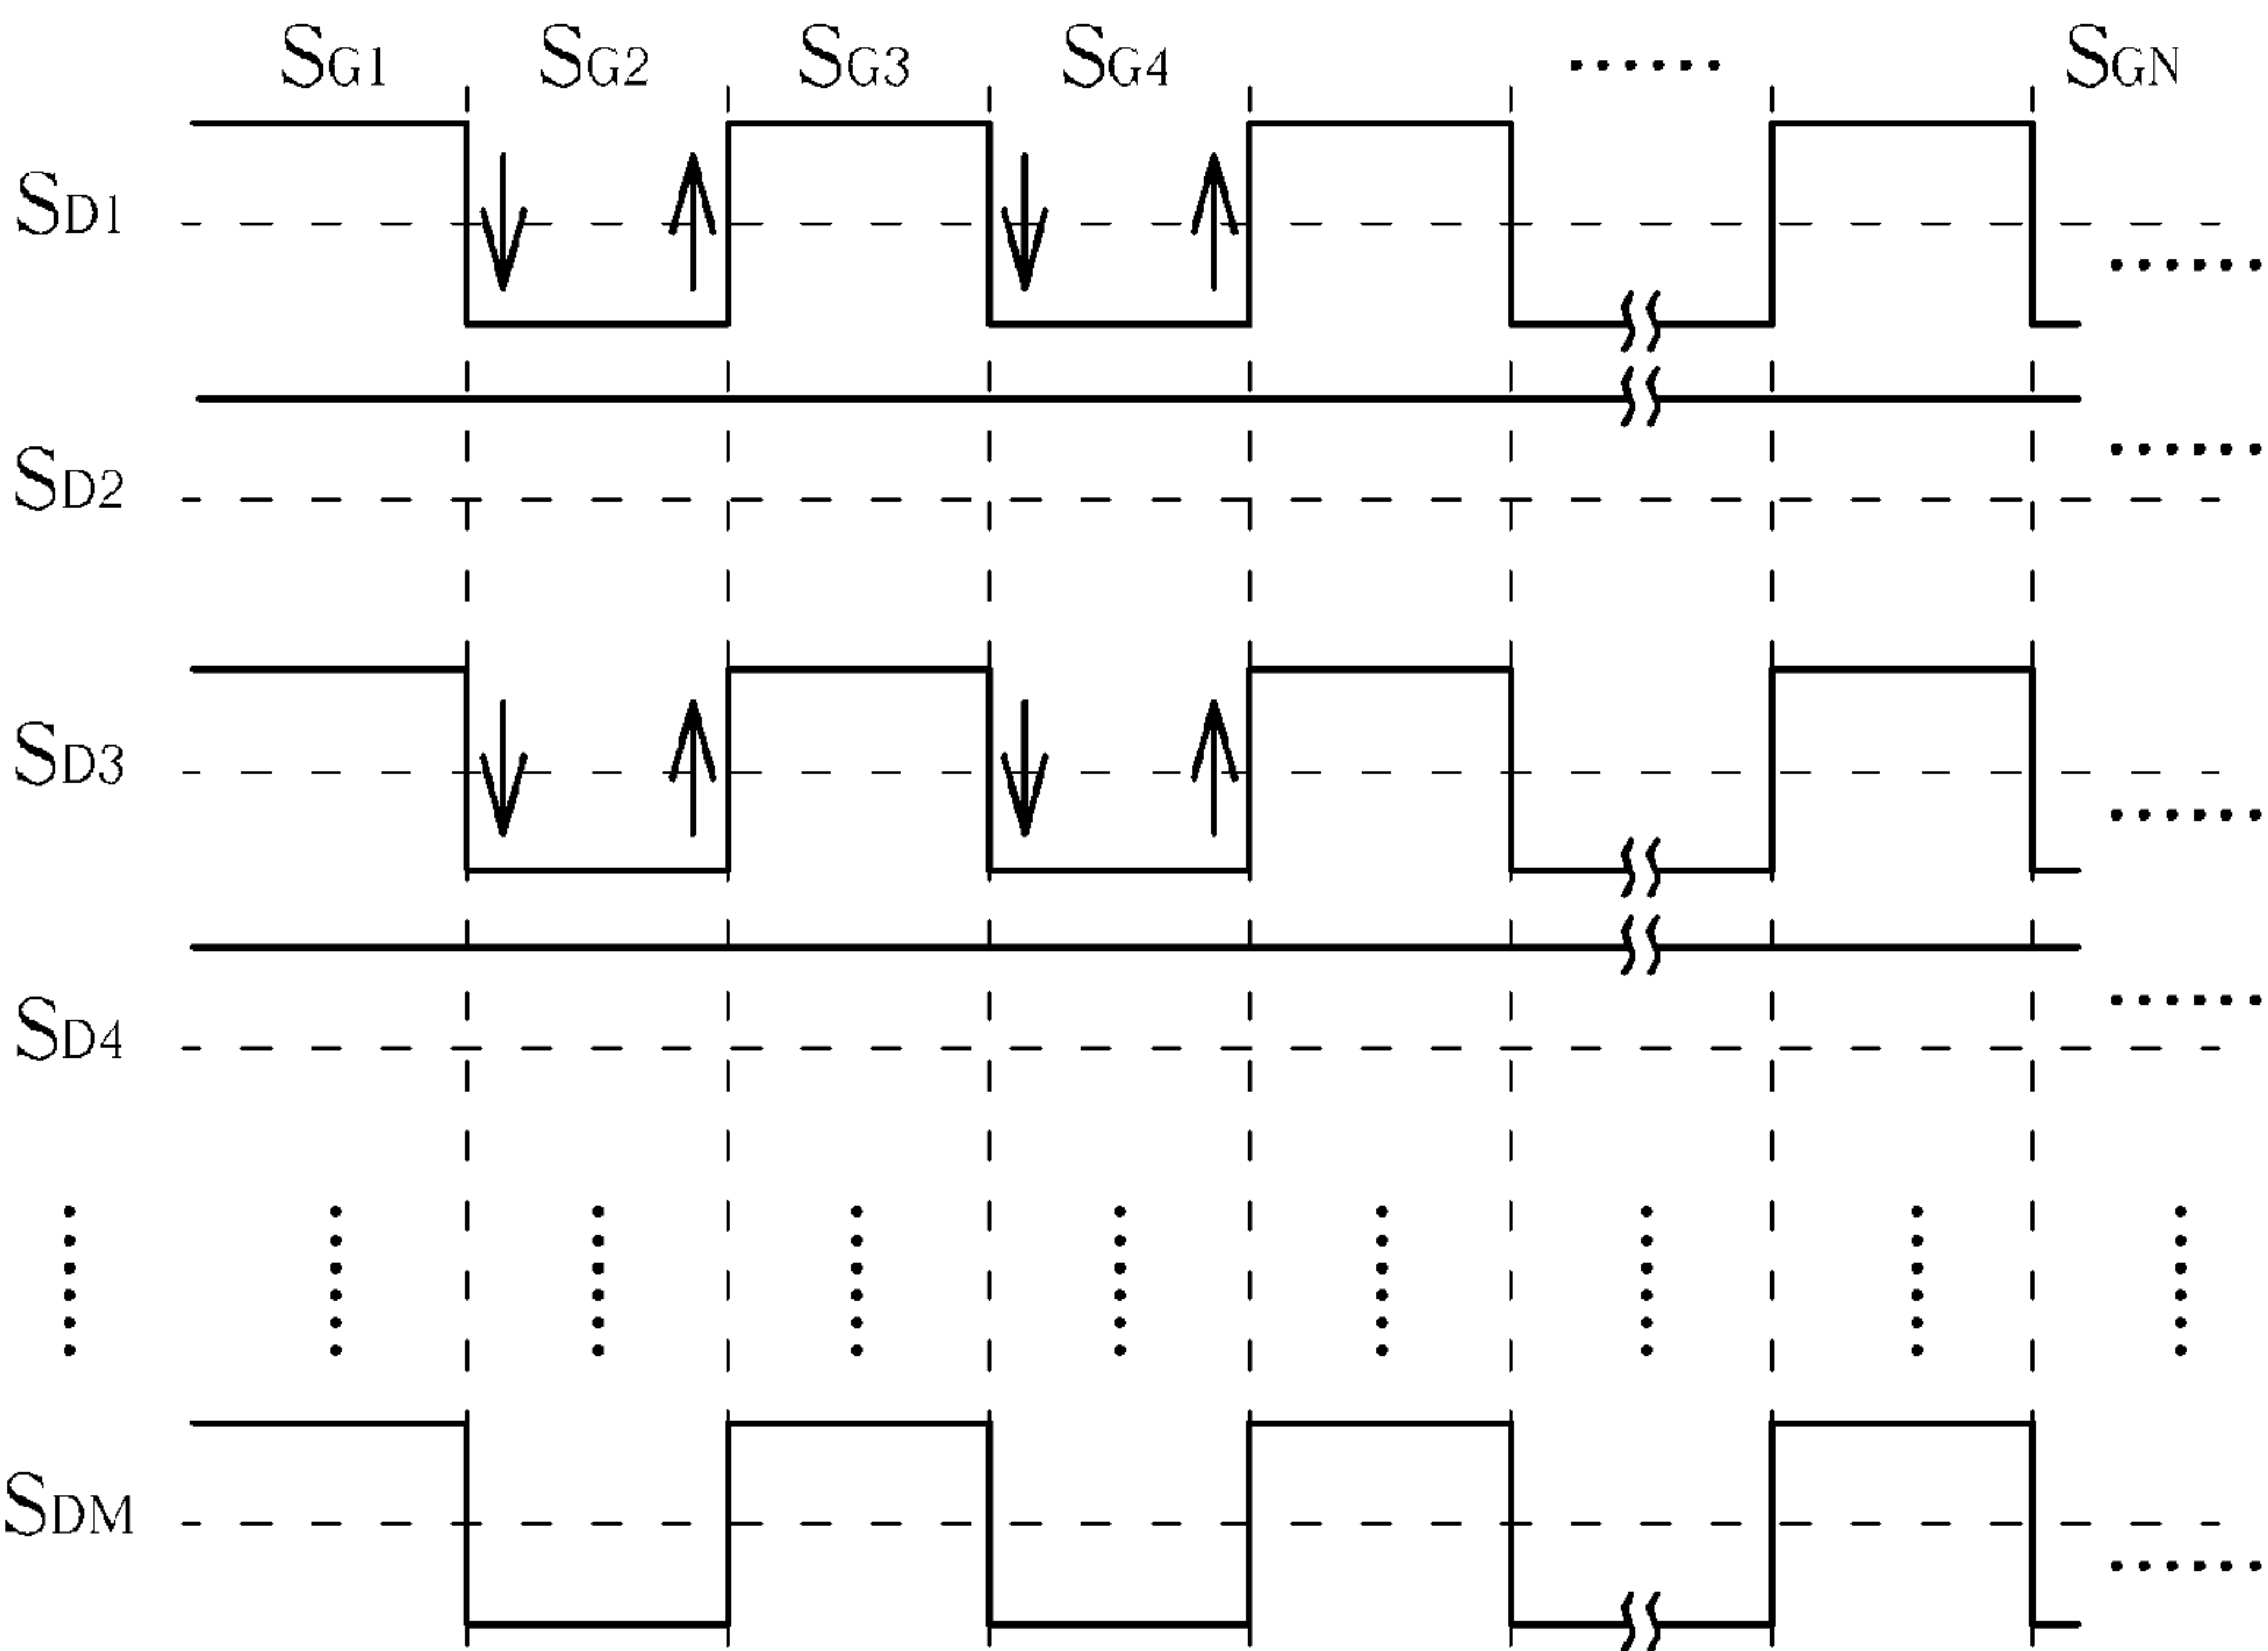 SG1 SG2 SG3 SG4 ...... SGN
SD1 ......
SD2 ......
SD3 ......
SD4 ......
SDM ......